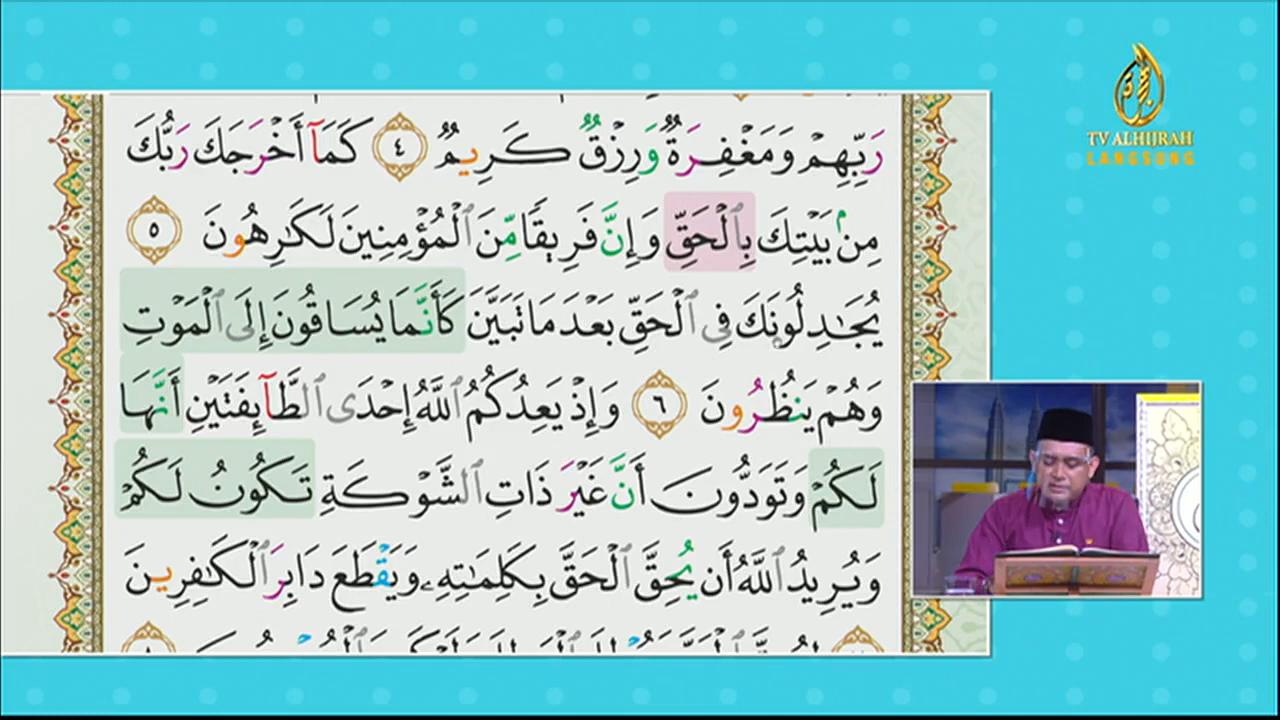 TV ALHIJRAH
LANGSUNG
رَبِّهِمْ وَمَغْفِرَةٌ وَرِزْقٌ كَرِيمٌ ٤ كَمَآ أَخْرَجَكَ رَبُّكَ
مِنۢ بَيْتِكَ بِٱلْحَقِّ وَإِنَّ فَرِيقًا مِّنَ ٱلْمُؤْمِنِينَ لَكَٰرِهُونَ ٥
يُجَٰدِلُونَكَ فِى ٱلْحَقِّ بَعْدَمَا تَبَيَّنَ كَأَنَّمَا يُسَاقُونَ إِلَى ٱلْمَوْتِ
وَهُمْ يَنظُرُونَ ٦ وَإِذْ يَعِدُكُمُ ٱللَّهُ إِحْدَى ٱلطَّآئِفَتَيْنِ أَنَّهَا
لَكُمْ وَتَوَدُّونَ أَنَّ غَيْرَ ذَاتِ ٱلشَّوْكَةِ تَكُونُ لَكُمْ
وَيُرِيدُ ٱللَّهُ أَن يُحِقَّ ٱلْحَقَّ بِكَلِمَٰتِهِۦ وَيَقْطَعَ دَابِرَ ٱلْكَٰفِرِينَ